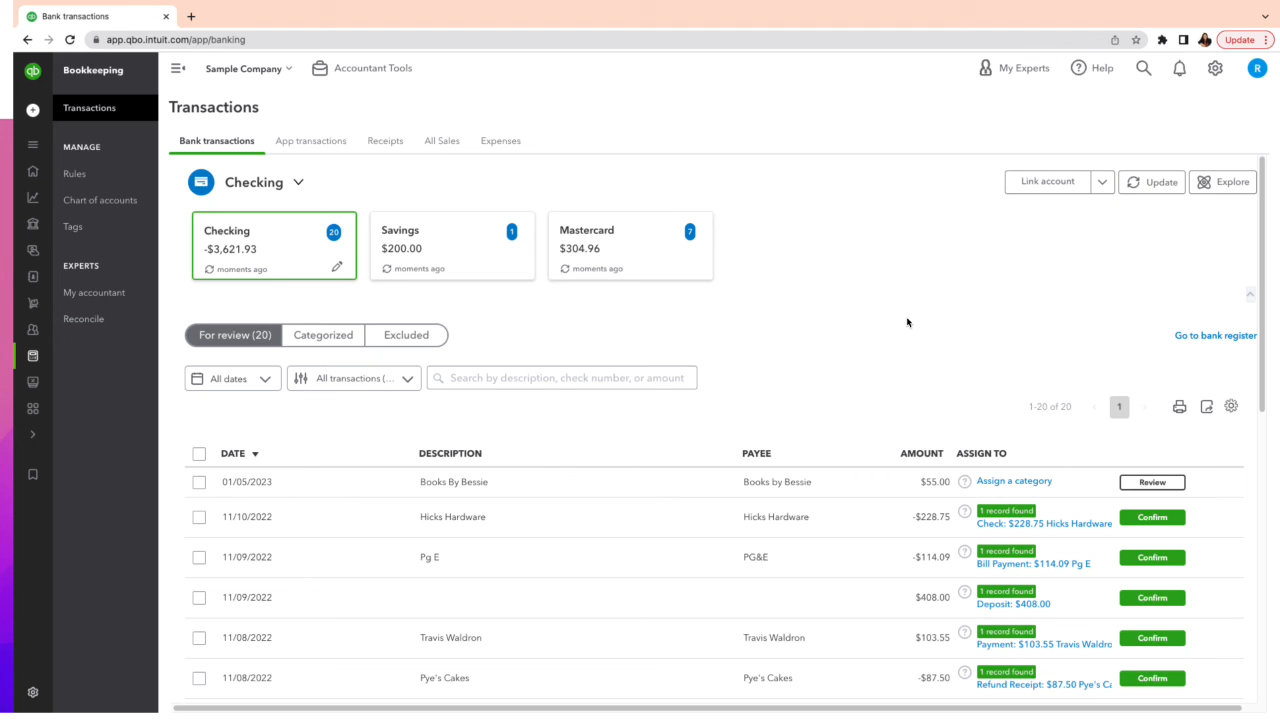 Bank transactions
app.qbo.intuit.com/app/banking
Update
qb
Bookkeeping
Sample Company
Accountant Tools
My Experts
Help
R
Transactions
MANAGE
Rules
Chart of accounts
Tags
EXPERTS
My accountant
Reconcile
Transactions
Bank transactions App transactions Receipts All Sales Expenses
Checking
Link account Update Explore
Checking 20
-$3,621.93
moments ago
Savings 1
$200.00
moments ago
Mastercard 7
$304.96
moments ago
For review (20) Categorized Excluded
Go to bank register
All dates All transactions (... Search by description, check number, or amount
1-20 of 20 1
DATE DESCRIPTION PAYEE AMOUNT ASSIGN TO
01/05/2023 Books By Bessie Books by Bessie $55.00 ? Assign a category Review
11/10/2022 Hicks Hardware Hicks Hardware -$228.75 ? 1 record found Confirm
Check: $228.75 Hicks Hardware
11/09/2022 Pg E PG&E -$114.09 ? 1 record found Confirm
Bill Payment: $114.09 Pg E
11/09/2022 $408.00 ? 1 record found Confirm
Deposit: $408.00
11/08/2022 Travis Waldron Travis Waldron $103.55 ? 1 record found Confirm
Payment: $103.55 Travis Waldro
11/08/2022 Pye's Cakes Pye's Cakes -$87.50 ? 1 record found Confirm
Refund Receipt: $87.50 Pye's Ca